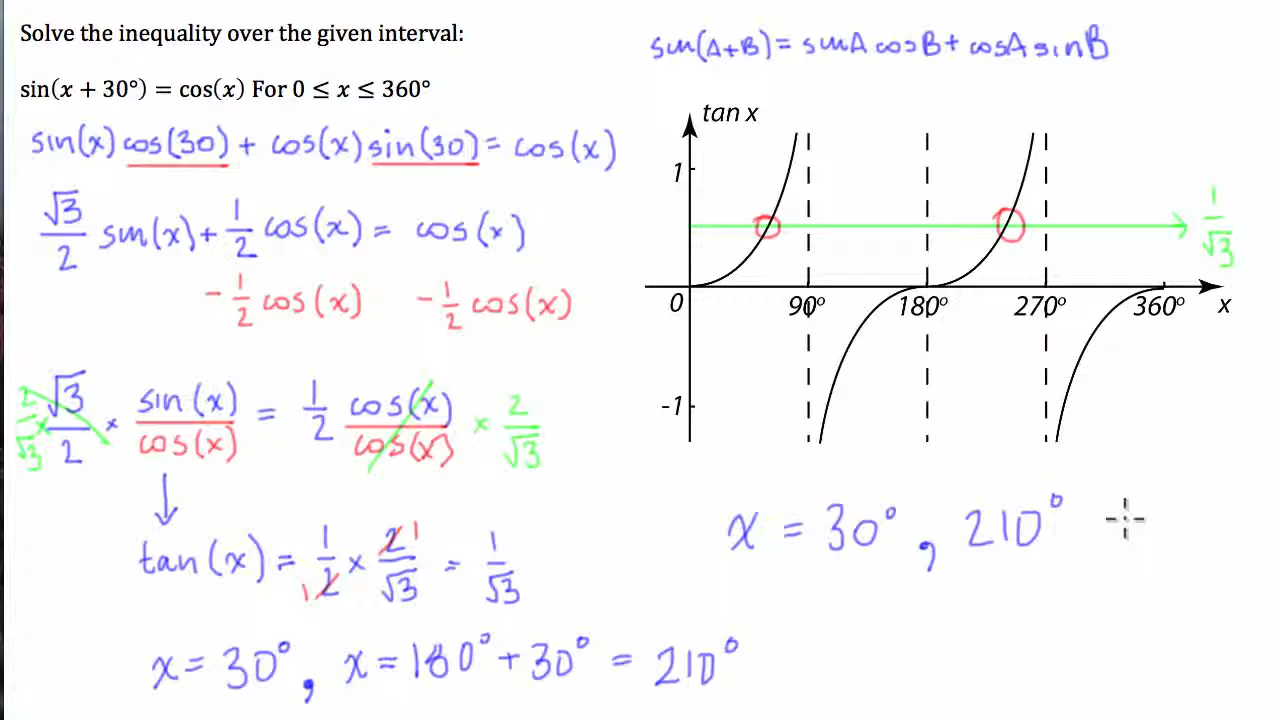 Solve the inequality over the given interval:
sin(x + 30°) = cos(x) For 0 ≤ x ≤ 360°
sin(x) cos(30) + cos(x) sin(30) = cos(x)
√3/2 sin(x) + 1/2 cos(x) = cos(x)
- 1/2 cos(x) - 1/2 cos(x)
2/√3 × √3/2 × sin(x)/cos(x) = 1/2 cos(x)/cos(x) × 2/√3
tan(x) = 1/2 × 2/√3 = 1/√3
1 1
x = 30°, x = 180° + 30° = 210°
sin(A+B) = sinA cosB + cosA sinB
tan x
1
1/√3
0 90° 180° 270° 360° x
-1
x = 30°, 210°